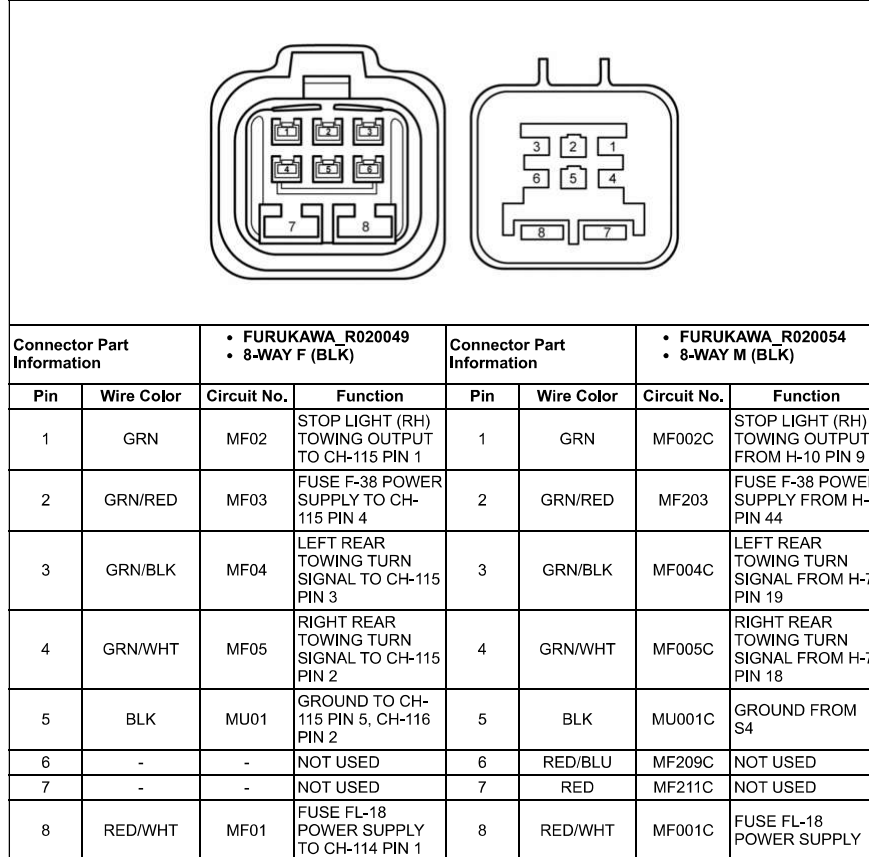 1 2 3
4 5 6
7 8
3 2 1
6 5 4
8 7
Connector Part Information • FURUKAWA_R020049 • 8-WAY F (BLK) Connector Part Information • FURUKAWA_R020054 • 8-WAY M (BLK)
Pin Wire Color Circuit No. Function Pin Wire Color Circuit No. Function
1 GRN MF02 STOP LIGHT (RH) TOWING OUTPUT TO CH-115 PIN 1 1 GRN MF002C STOP LIGHT (RH) TOWING OUTPUT FROM H-10 PIN 9
2 GRN/RED MF03 FUSE F-38 POWER SUPPLY TO CH-115 PIN 4 2 GRN/RED MF203 FUSE F-38 POWE SUPPLY FROM H- PIN 44
3 GRN/BLK MF04 LEFT REAR TOWING TURN SIGNAL TO CH-115 PIN 3 3 GRN/BLK MF004C LEFT REAR TOWING TURN SIGNAL FROM H-7 PIN 19
4 GRN/WHT MF05 RIGHT REAR TOWING TURN SIGNAL TO CH-115 PIN 2 4 GRN/WHT MF005C RIGHT REAR TOWING TURN SIGNAL FROM H-7 PIN 18
5 BLK MU01 GROUND TO CH-115 PIN 5, CH-116 PIN 2 5 BLK MU001C GROUND FROM S4
6 - - NOT USED 6 RED/BLU MF209C NOT USED
7 - - NOT USED 7 RED MF211C NOT USED
8 RED/WHT MF01 FUSE FL-18 POWER SUPPLY TO CH-114 PIN 1 8 RED/WHT MF001C FUSE FL-18 POWER SUPPLY